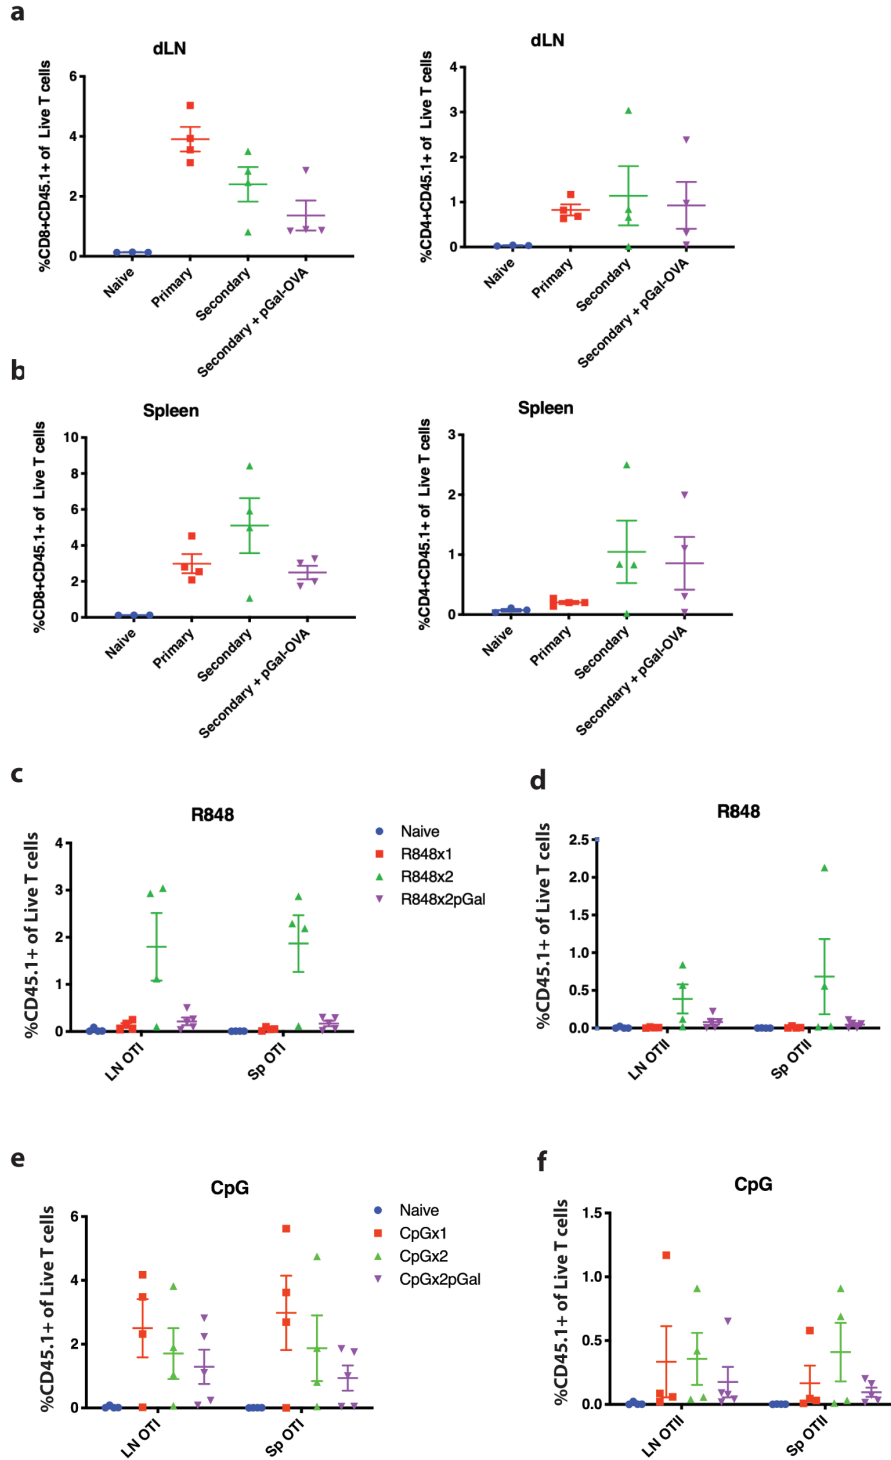 a
dLN
%CD8+CD45.1+ of Live T cells
6
4
2
0
Naive
Primary
Secondary
Secondary + pGal-OVA
dLN
%CD4+CD45.1+ of Live T cells
4
3
2
1
0
Naive
Primary
Secondary
Secondary + pGal-OVA
b
Spleen
%CD8+CD45.1+ of Live T cells
10
8
6
4
2
0
Naive
Primary
Secondary
Secondary + pGal-OVA
Spleen
%CD4+CD45.1+ of Live T cells
3
2
1
0
Naive
Primary
Secondary
Secondary + pGal-OVA
c
R848
%CD45.1+ of Live T cells
4
3
2
1
0
LN OTI
Sp OTI
Naive
R848x1
R848x2
R848x2pGal
d
R848
%CD45.1+ of Live T cells
2.5
2.0
1.5
1.0
0.5
0.0
LN OTII
Sp OTII
e
CpG
%CD45.1+ of Live T cells
6
4
2
0
LN OTI
Sp OTI
Naive
CpGx1
CpGx2
CpGx2pGal
f
CpG
%CD45.1+ of Live T cells
1.5
1.0
0.5
0.0
LN OTII
Sp OTII